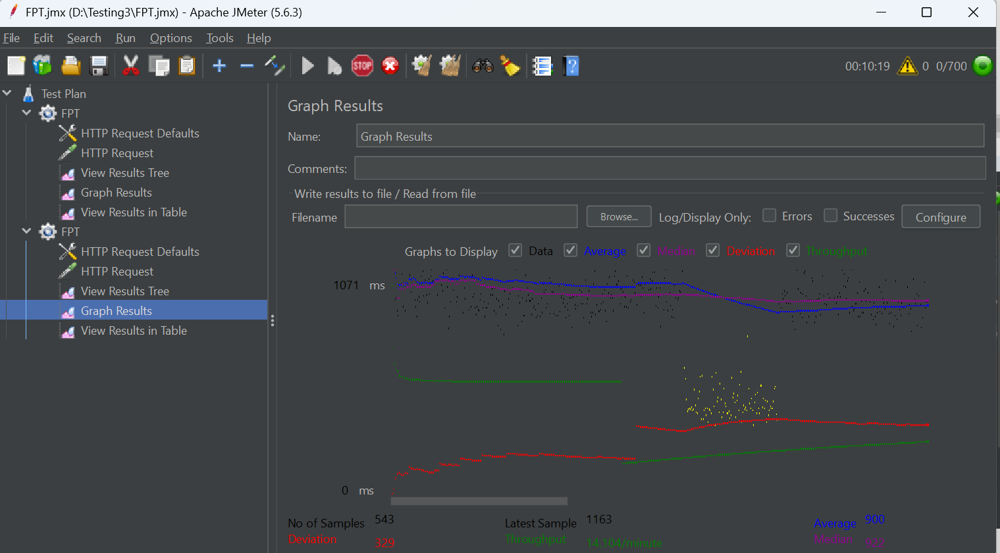 FPT.jmx (D:\Testing3\FPT.jmx) - Apache JMeter (5.6.3)
File Edit Search Run Options Tools Help
STOP 00:10:19 0 0/700
Test Plan
FPT
HTTP Request Defaults
HTTP Request
View Results Tree
Graph Results
View Results in Table
FPT
HTTP Request Defaults
HTTP Request
View Results Tree
Graph Results
View Results in Table
Graph Results
Name: Graph Results
Comments:
Write results to file / Read from file
Filename Browse... Log/Display Only: Errors Successes Configure
Graphs to Display Data Average Median Deviation Throughput
1071 ms
0 ms
No of Samples 543 Latest Sample 1163 Average 900
Deviation 329 Throughput 14.104/minute Median 922